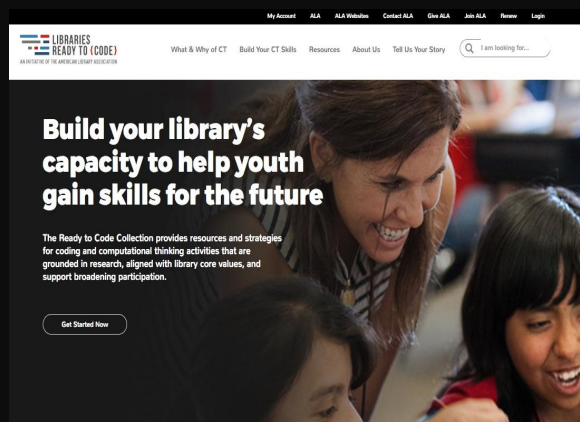 My Account ALA ALA Websites Contact ALA Give ALA Join ALA Renew Login
LIBRARIES
READY TO {CODE}
AN INITIATIVE OF THE AMERICAN LIBRARY ASSOCIATION
What & Why of CT Build Your CT Skills Resources About Us Tell Us Your Story I am looking for...
Build your library's
capacity to help youth
gain skills for the future
The Ready to Code Collection provides resources and strategies
for coding and computational thinking activities that are
grounded in research, aligned with library core values, and
support broadening participation.
Get Started Now